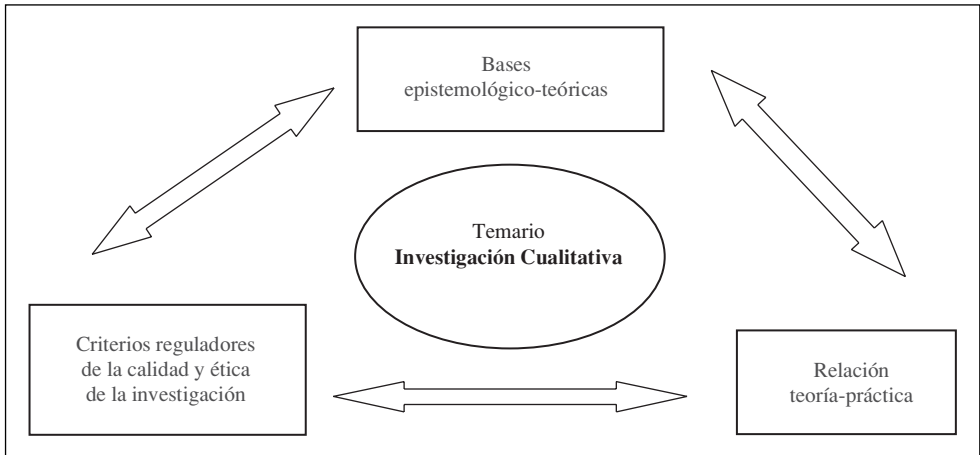 Bases
epistemológico-teóricas
Temario
Investigación Cualitativa
Criterios reguladores
de la calidad y ética
de la investigación
Relación
teoría-práctica